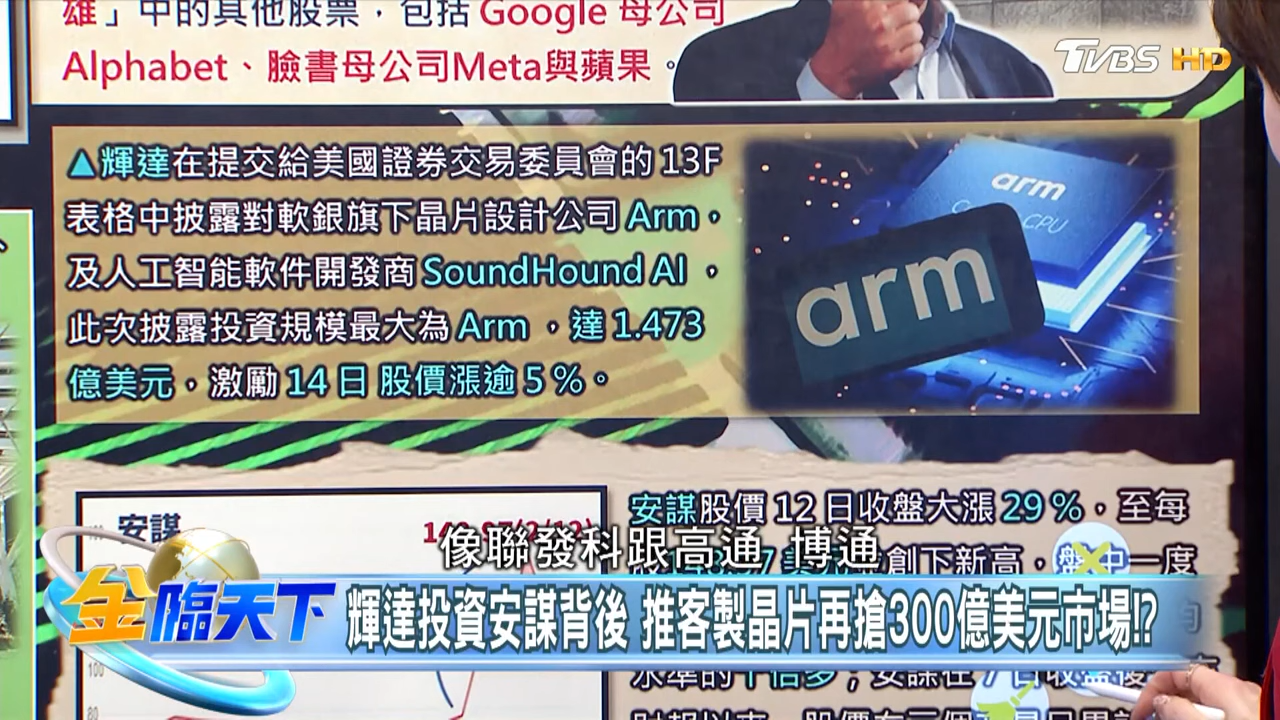 雄」中的其他股票，包括 Google 母公司
Alphabet、臉書母公司Meta與蘋果。
TVBS HD
▲輝達在提交給美國證券交易委員會的 13F
表格中披露對軟銀旗下晶片設計公司 Arm，
及人工智能軟件開發商 SoundHound AI ，
此次披露投資規模最大為 Arm ，達 1.473
億美元，激勵 14 日 股價漲逾 5 %。
arm
CPU
arm
安謀
安謀股價 12 日收盤大漲 29 %，至每
創下新高，盤中一度
像聯發科跟高通 博通
金臨天下
輝達投資安謀背後 推客製晶片再搶300億美元市場!?
100
80